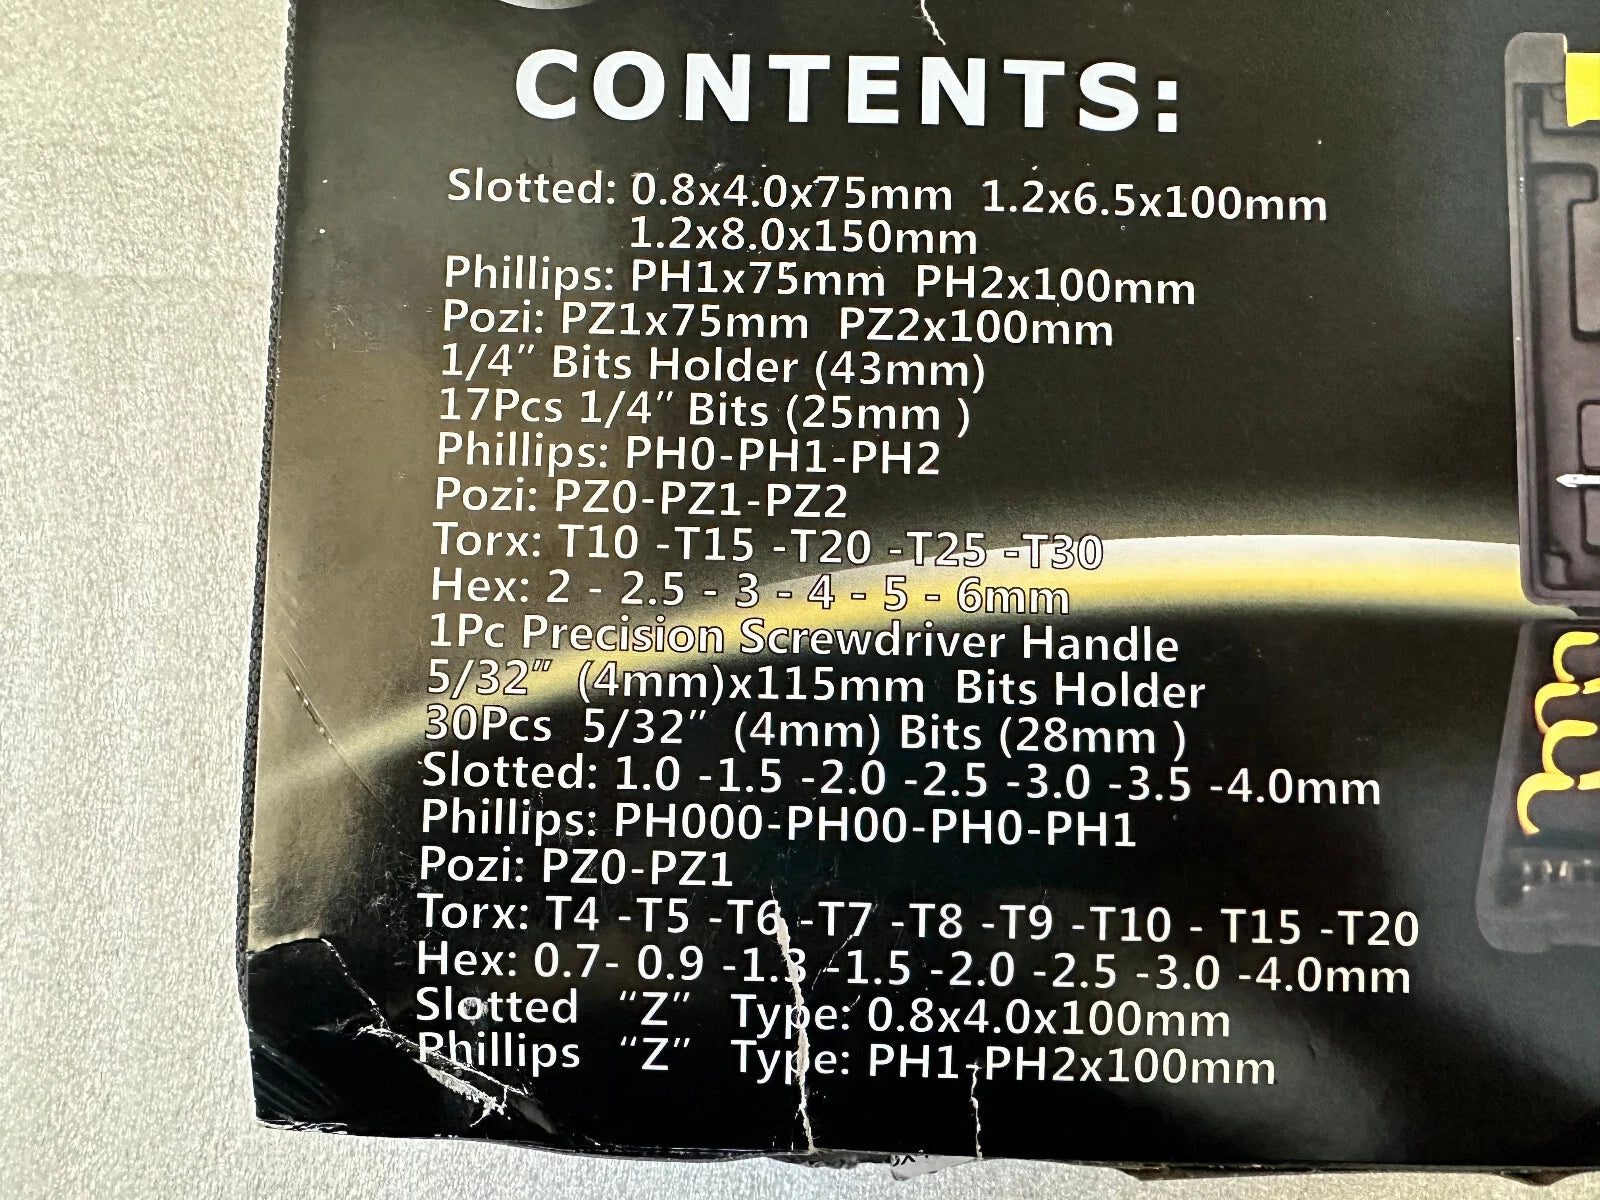 CONTENTS:
Slotted: 0.8x4.0x75mm 1.2x6.5x100mm
1.2x8.0x150mm
Phillips: PH1x75mm PH2x100mm
Pozi: PZ1x75mm PZ2x100mm
1/4" Bits Holder (43mm)
17Pcs 1/4" Bits (25mm )
Phillips: PH0-PH1-PH2
Pozi: PZ0-PZ1-PZ2
Torx: T10 -T15 -T20 -T25 -T30
Hex: 2 - 2.5 - 3 - 4 - 5 - 6mm
1Pc Precision Screwdriver Handle
5/32" (4mm)x115mm Bits Holder
30Pcs 5/32" (4mm) Bits (28mm )
Slotted: 1.0 -1.5 -2.0 -2.5 -3.0 -3.5 -4.0mm
Phillips: PH000-PH00-PH0-PH1
Pozi: PZ0-PZ1
Torx: T4 -T5 -T6 -T7 -T8 -T9 -T10 - T15 -T20
Hex: 0.7- 0.9 -1.3 -1.5 -2.0 -2.5 -3.0 -4.0mm
Slotted "Z" Type: 0.8x4.0x100mm
Phillips "Z" Type: PH1-PH2x100mm